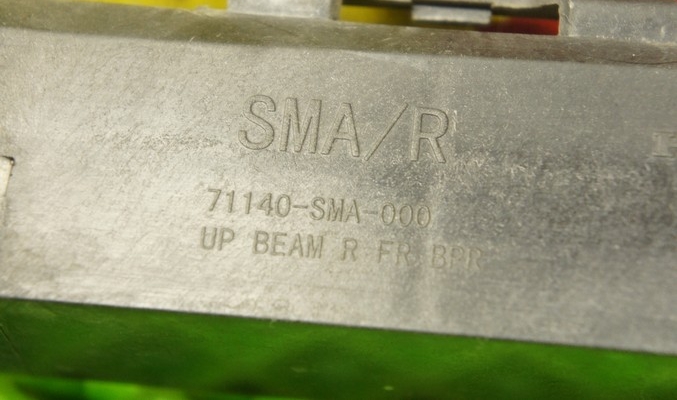 SMA/R
71140-SMA-000
UP BEAM R FR BPR